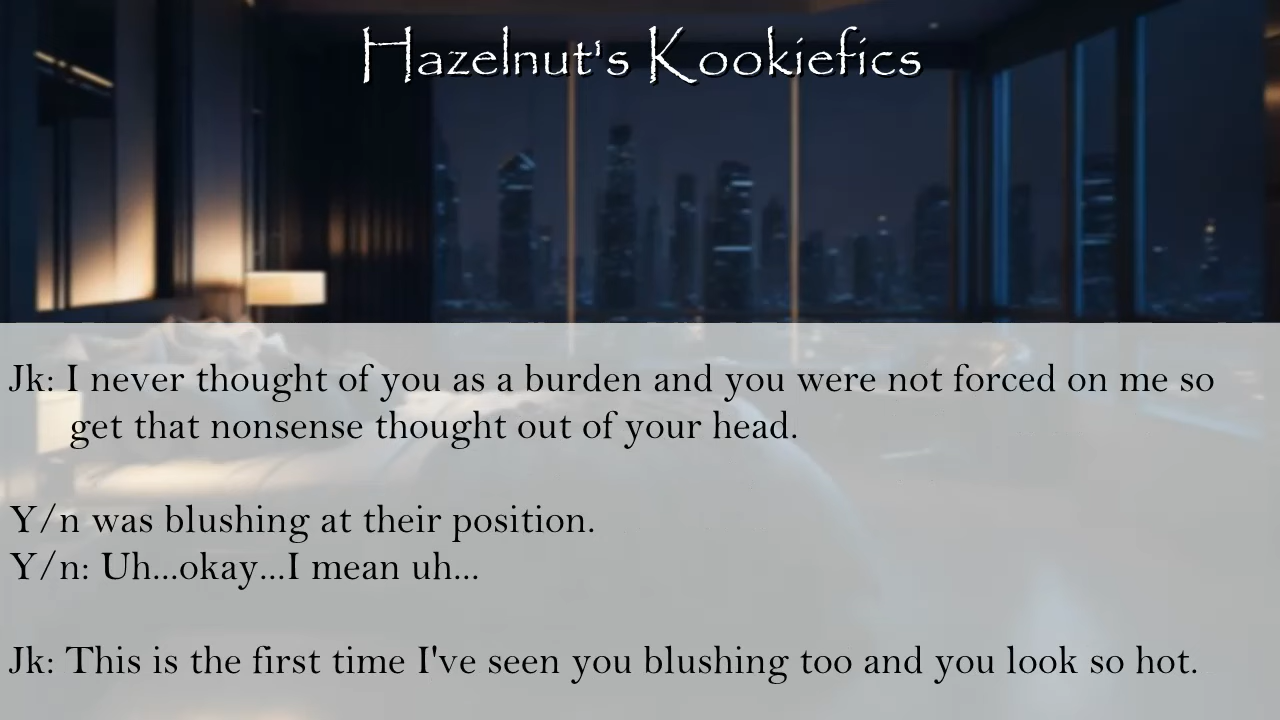 Hazelnut's Kookiefics
Jk: I never thought of you as a burden and you were not forced on me so
get that nonsense thought out of your head.
Y/n was blushing at their position.
Y/n: Uh...okay...I mean uh...
Jk: This is the first time I've seen you blushing too and you look so hot.